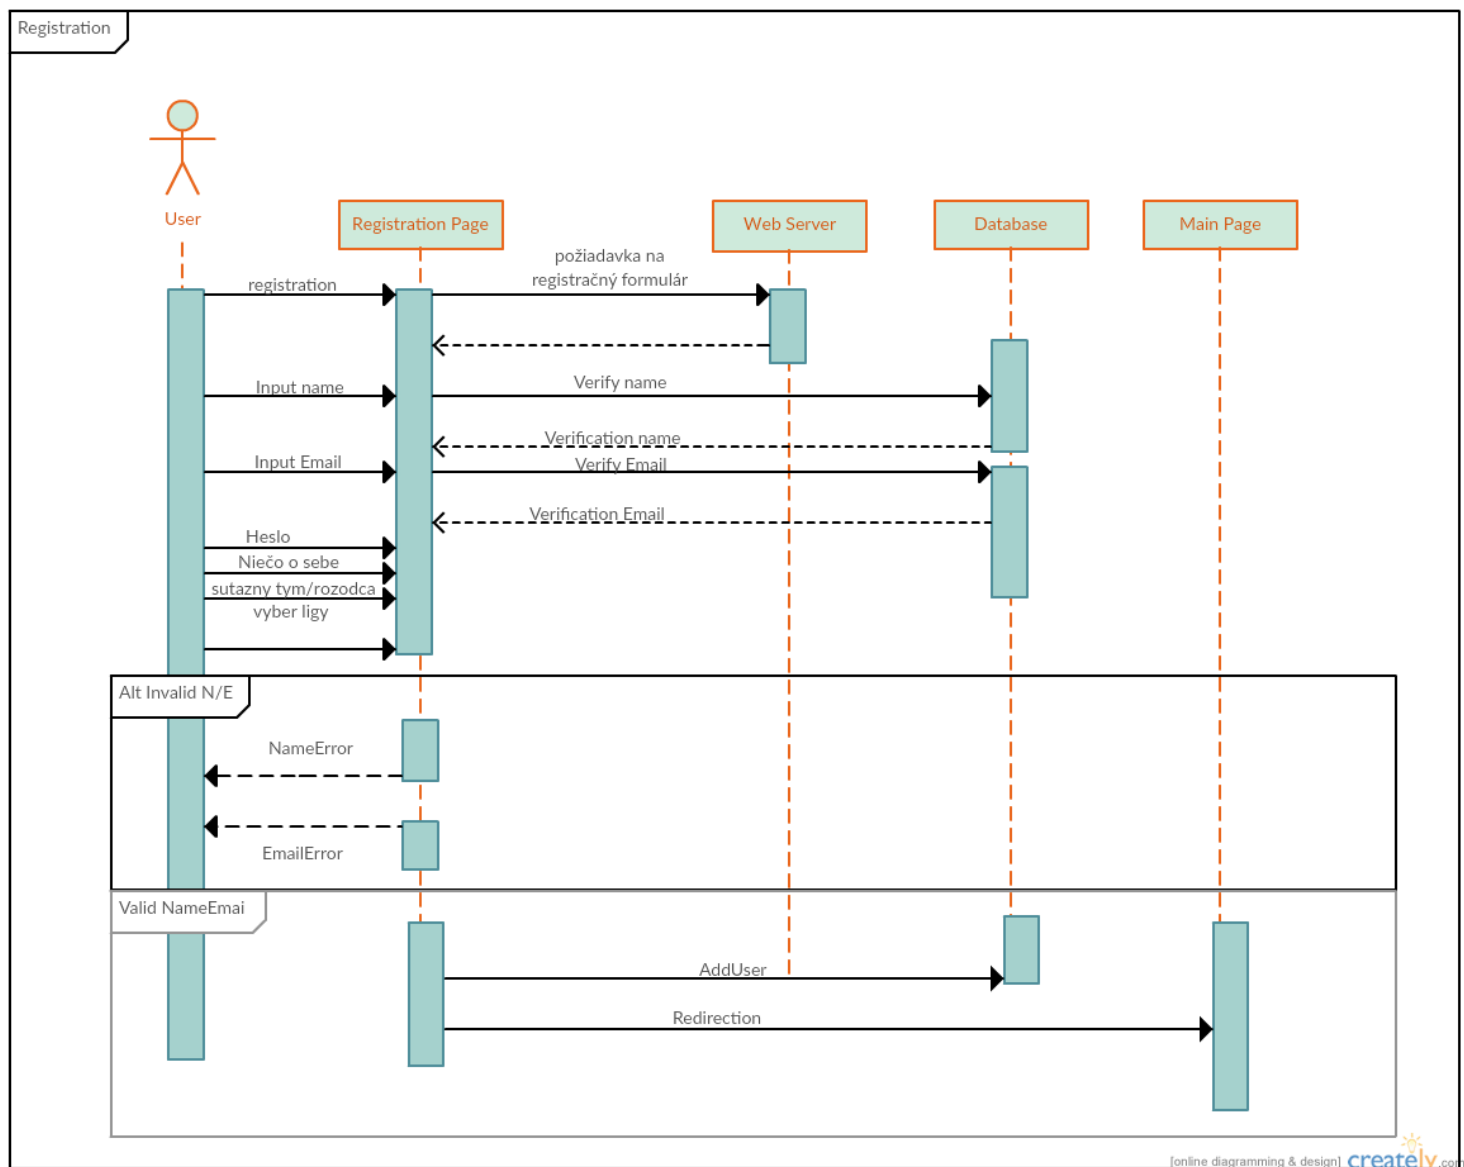 Registration
User
Registration Page
Web Server
Database
Main Page
registration
požiadavka na
registračný formulár
Input name
Verify name
Verification name
Input Email
Verify Email
Verification Email
Heslo
Niečo o sebe
sutazny tym/rozodca
vyber ligy
Alt Invalid N/E
NameError
EmailError
Valid NameEmai
AddUser
Redirection
[online diagramming & design] creately.com